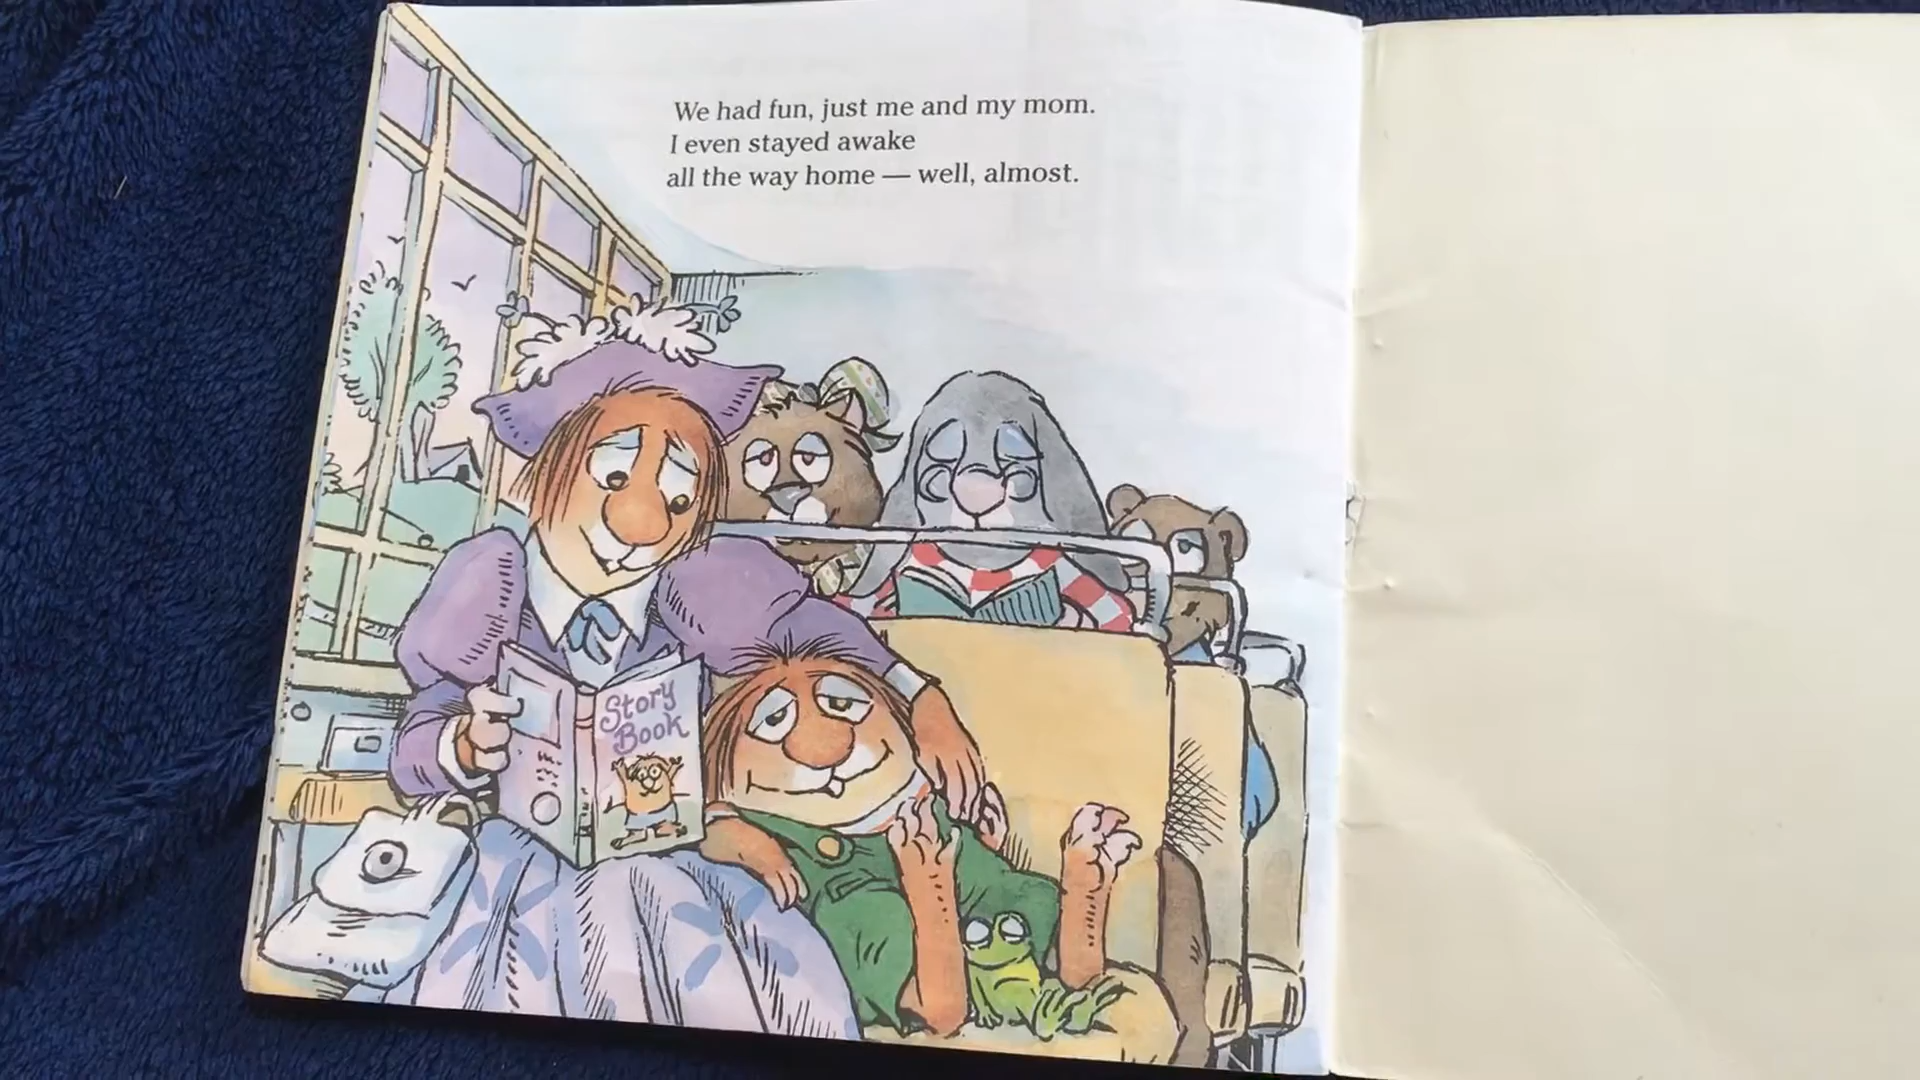 We had fun, just me and my mom.
I even stayed awake
all the way home — well, almost.
Story
Book